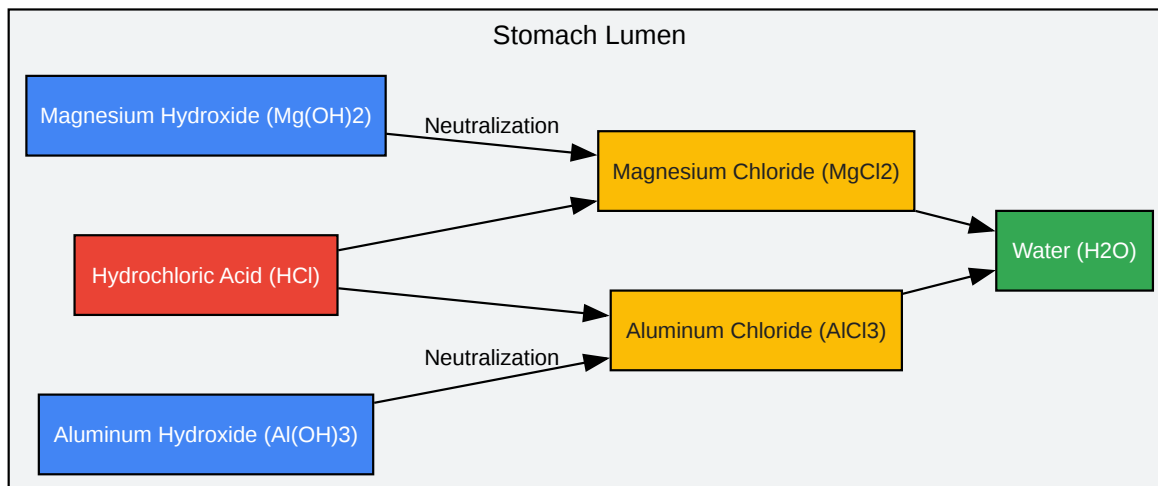 Stomach Lumen
Magnesium Hydroxide (Mg(OH)2)
Neutralization
Magnesium Chloride (MgCl2)
Hydrochloric Acid (HCl)
Water (H2O)
Aluminum Chloride (AlCl3)
Neutralization
Aluminum Hydroxide (Al(OH)3)